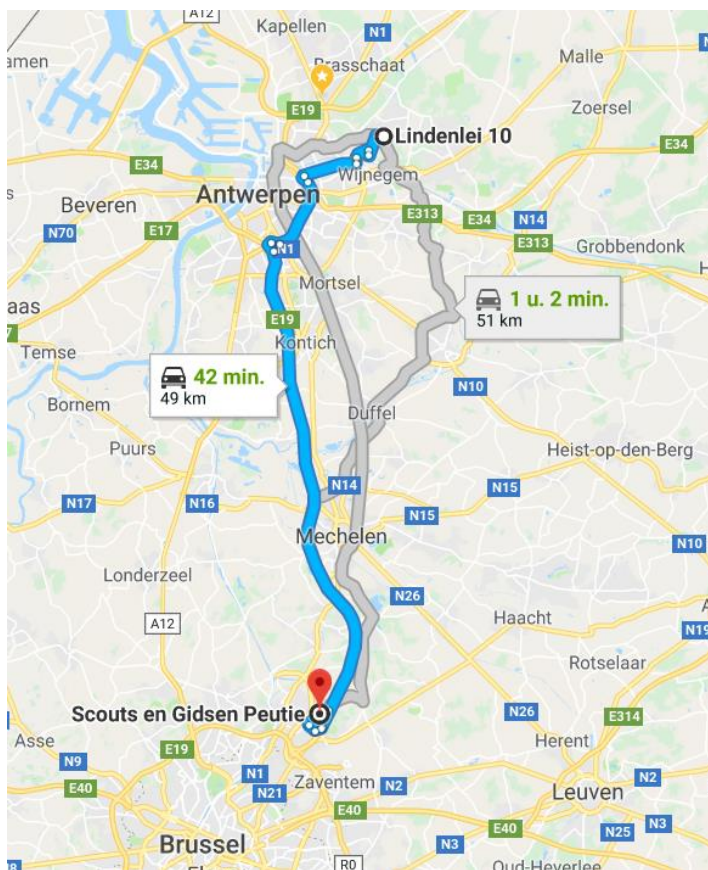 A12
Kapellen
N1
amen
Brasschaat
Malle
E19
Zoersel
Lindenlei 10
E34
Wijnegem
E34
Antwerpen
Beveren
E313
E34
N14
E17
E313
N70
Grobbendonk
N1
aas
Mortsel
1 u. 2 min.
51 km
E19
Kontich
Temse
42 min.
49 km
N10
Bornem
Duffel
Puurs
Heist-op-den-Berg
N14
N15
N17
N16
N15
Mechelen
N10
Londerzeel
N26
A12
Haacht
N19
Rotselaar
Scouts en Gidsen Peutie
N26
E314
Asse
E19
Herent
N9
N1
Zaventem
N2
N2
E40
N21
E40
Leuven
E40
N25
N3
Brussel
N3
R0
Oud-Heverlee